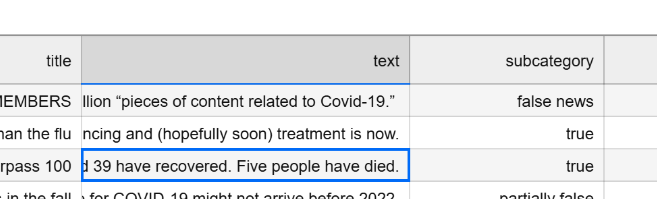 title text subcategory
MEMBERS llion “pieces of content related to Covid-19.” false news
han the flu ncing and (hopefully soon) treatment is now. true
rpass 100 d 39 have recovered. Five people have died. true
in the fall for COVID-19 might not arrive before 2022. partially false